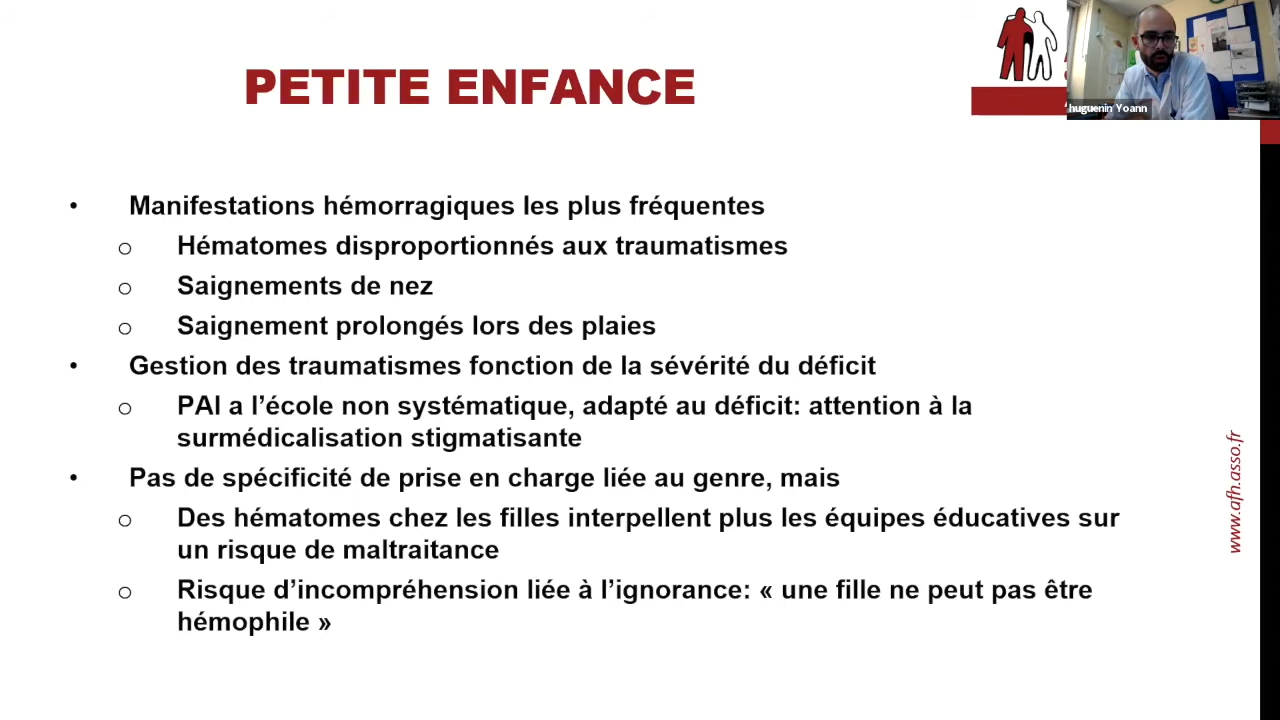 PETITE ENFANCE
huguenin Yoann
• Manifestations hémorragiques les plus fréquentes
o Hématomes disproportionnés aux traumatismes
o Saignements de nez
o Saignement prolongés lors des plaies
• Gestion des traumatismes fonction de la sévérité du déficit
o PAI a l’école non systématique, adapté au déficit: attention à la
surmédicalisation stigmatisante
• Pas de spécificité de prise en charge liée au genre, mais
o Des hématomes chez les filles interpellent plus les équipes éducatives sur
un risque de maltraitance
o Risque d’incompréhension liée à l’ignorance: « une fille ne peut pas être
hémophile »
www.afh.asso.fr